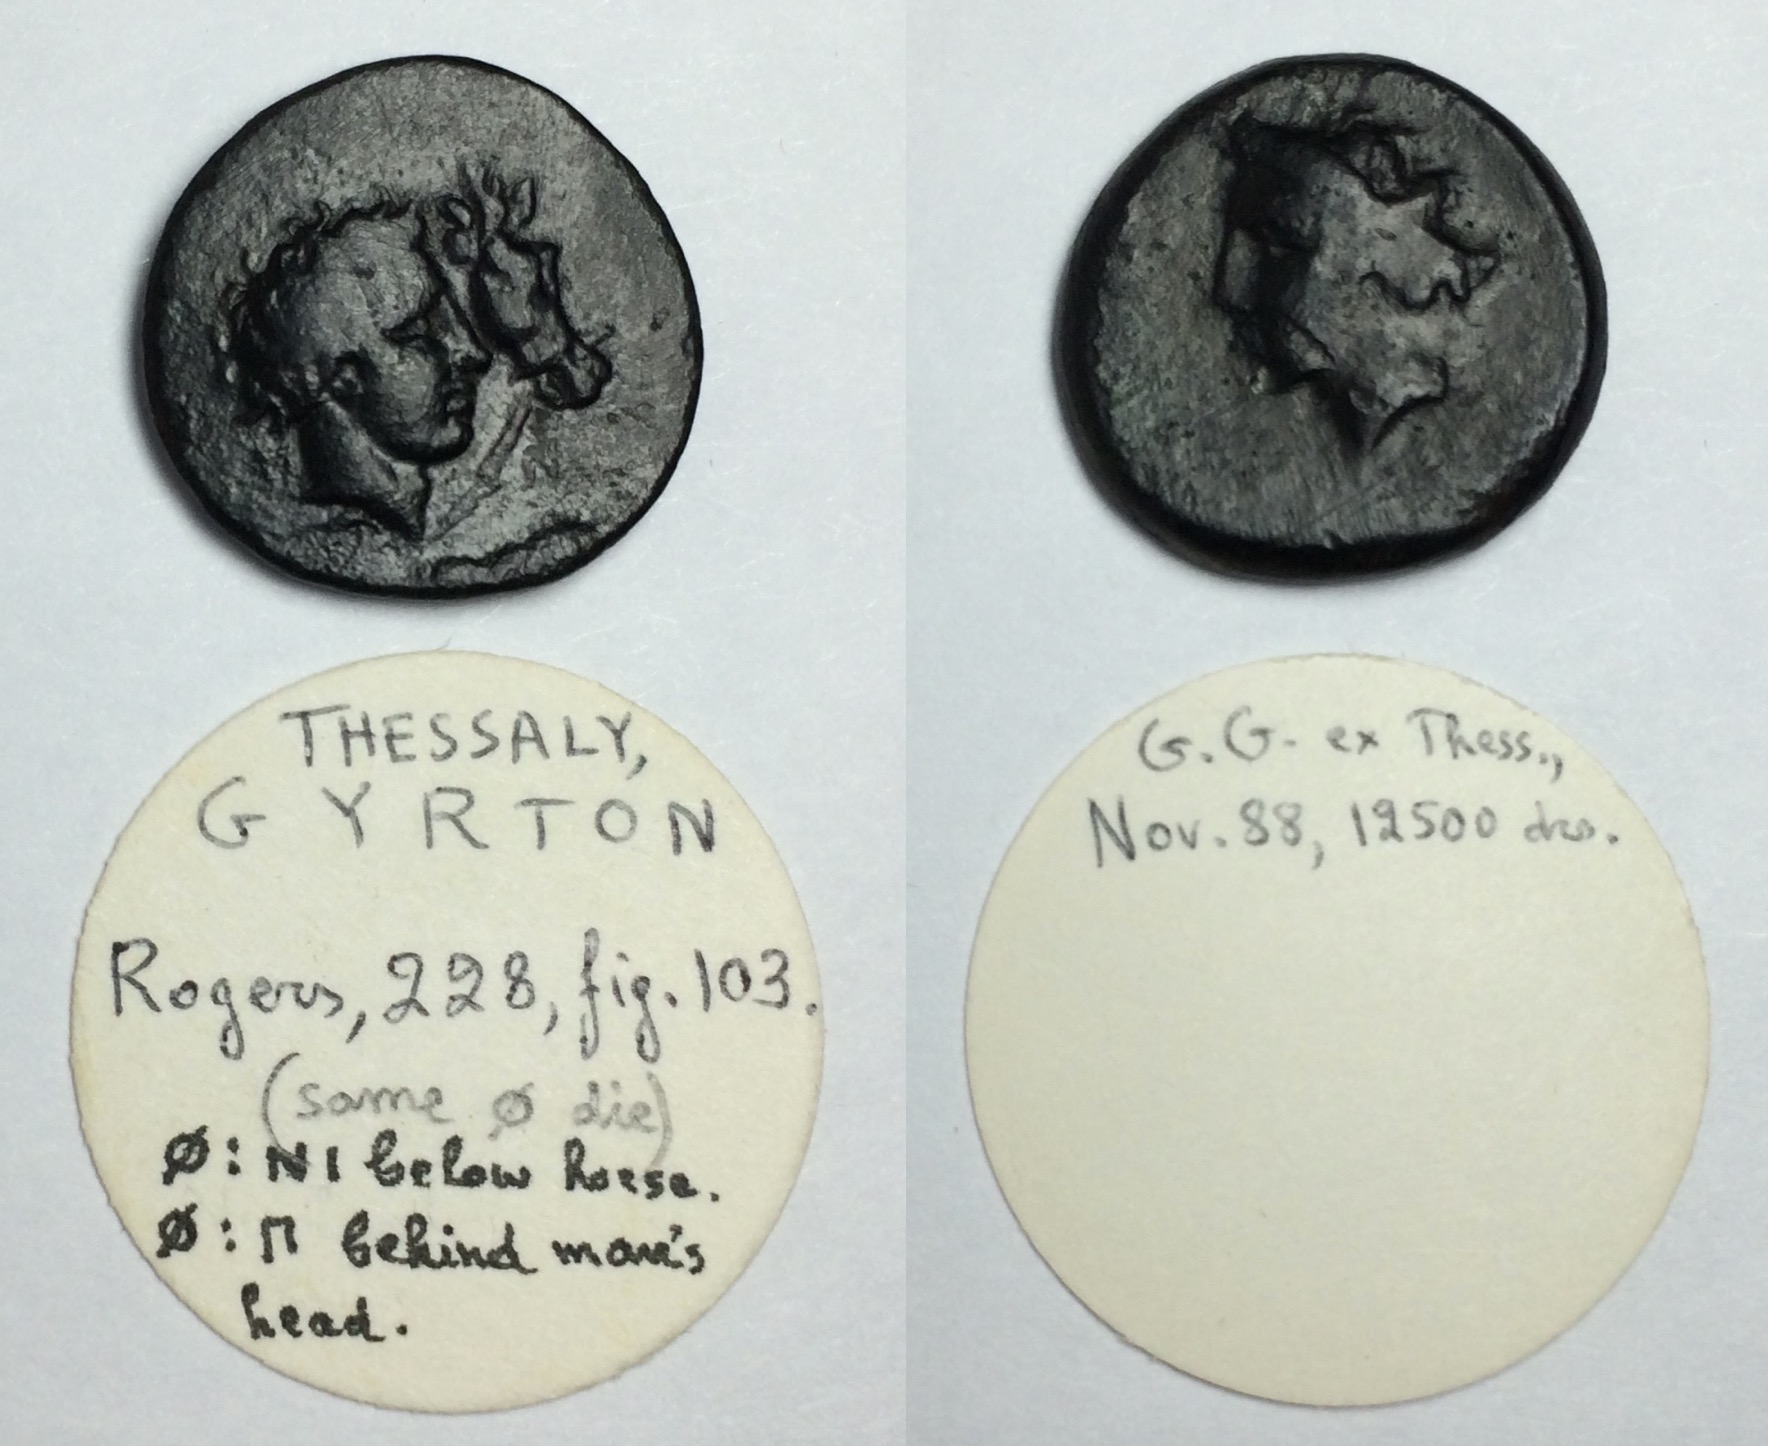 THESSALY,
GYRTON
Rogers, 228, fig. 103.
(same Ø die)
Ø: NI below horse.
Ø: Π behind man's
head.
G.G. ex Thess.,
Nov. 88, 12500 drs.